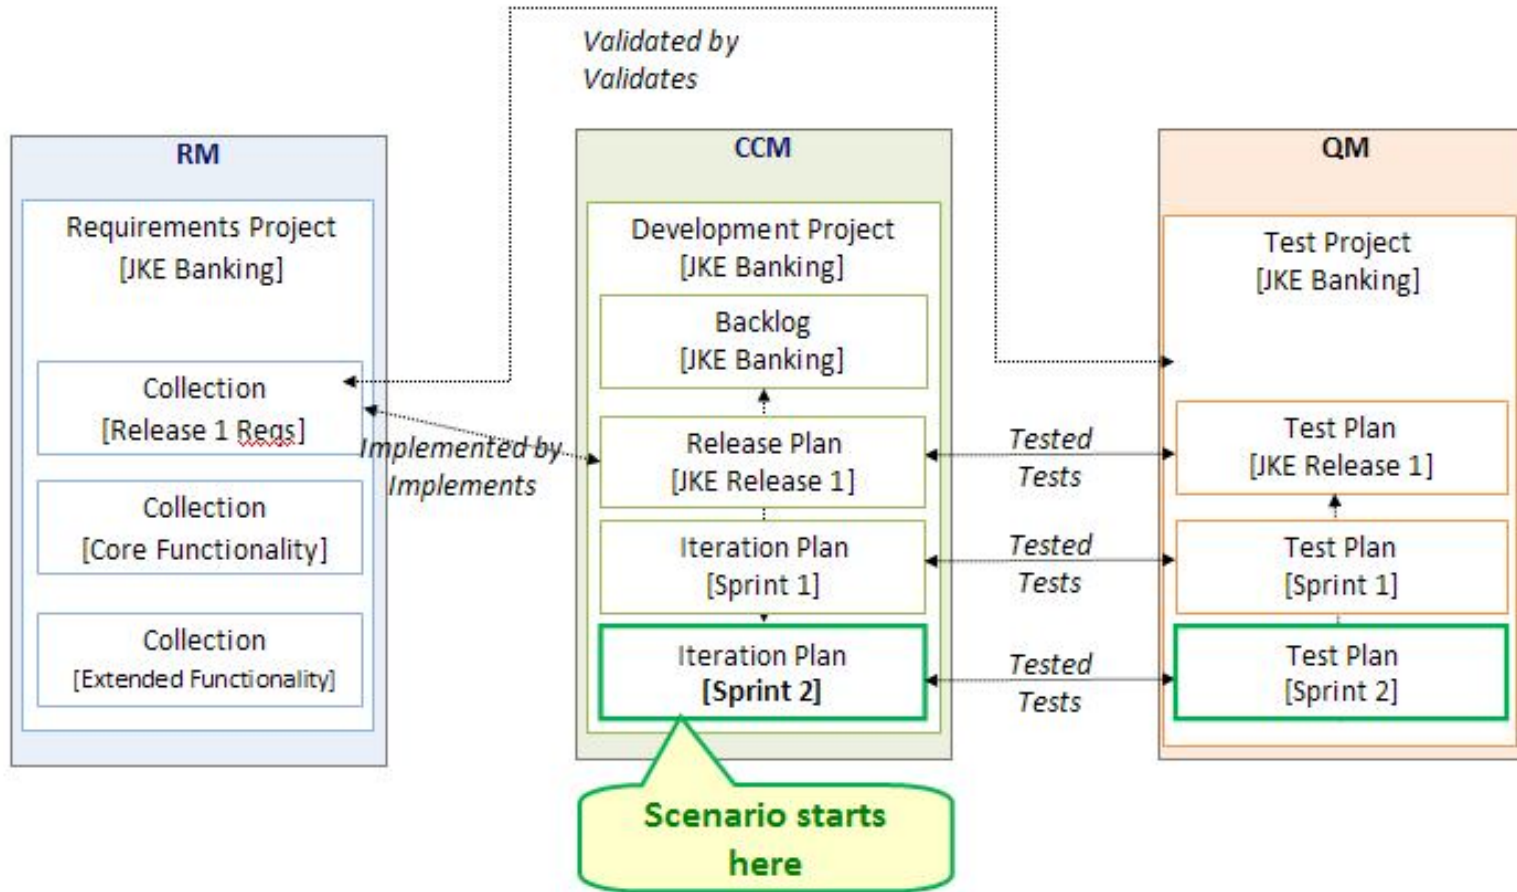 Validated by
Validates
RM
Requirements Project
[JKE Banking]
Collection
[Release 1 Reqs]
Collection
[Core Functionality]
Collection
[Extended Functionality]
Implemented by
Implements
CCM
Development Project
[JKE Banking]
Backlog
[JKE Banking]
Release Plan
[JKE Release 1]
Iteration Plan
[Sprint 1]
Iteration Plan
[Sprint 2]
Scenario starts
here
Tested
Tests
Tested
Tests
Tested
Tests
QM
Test Project
[JKE Banking]
Test Plan
[JKE Release 1]
Test Plan
[Sprint 1]
Test Plan
[Sprint 2]